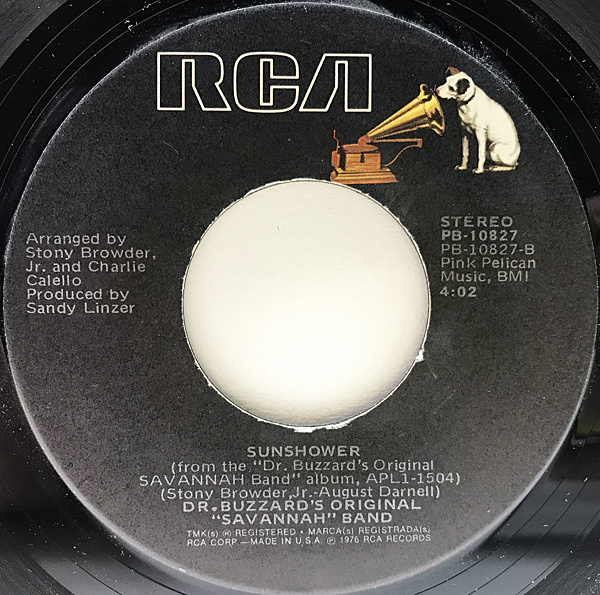 RCA
Arranged by
Stony Browder,
Jr. and Charlie
Calello
Produced by
Sandy Linzer
STEREO
PB-10827
PB-10827-B
Pink Pelican
Music, BMI
4:02
SUNSHOWER
(from the "Dr. Buzzard's Original
SAVANNAH Band" album, APL1-1504)
(Stony Browder, Jr.-August Darnell)
DR. BUZZARD'S ORIGINAL
"SAVANNAH" BAND
TMK(s) ® REGISTERED • MARCA(s) REGISTRADA(s)
RCA CORP.—MADE IN U.S.A. ℗ 1976 RCA RECORDS